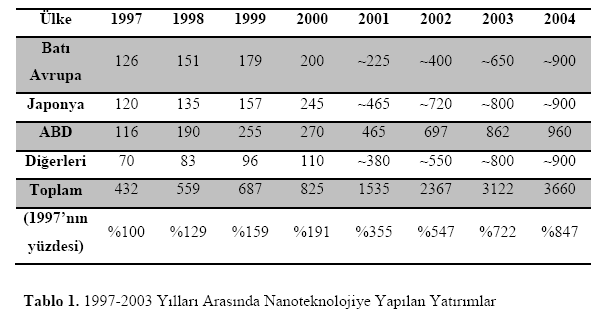 Ülke 1997 1998 1999 2000 2001 2002 2003 2004
Batı Avrupa 126 151 179 200 ~225 ~400 ~650 ~900
Japonya 120 135 157 245 ~465 ~720 ~800 ~900
ABD 116 190 255 270 465 697 862 960
Diğerleri 70 83 96 110 ~380 ~550 ~800 ~900
Toplam 432 559 687 825 1535 2367 3122 3660
(1997’nın yüzdesi) %100 %129 %159 %191 %355 %547 %722 %847
Tablo 1. 1997-2003 Yılları Arasında Nanoteknolojiye Yapılan Yatırımlar